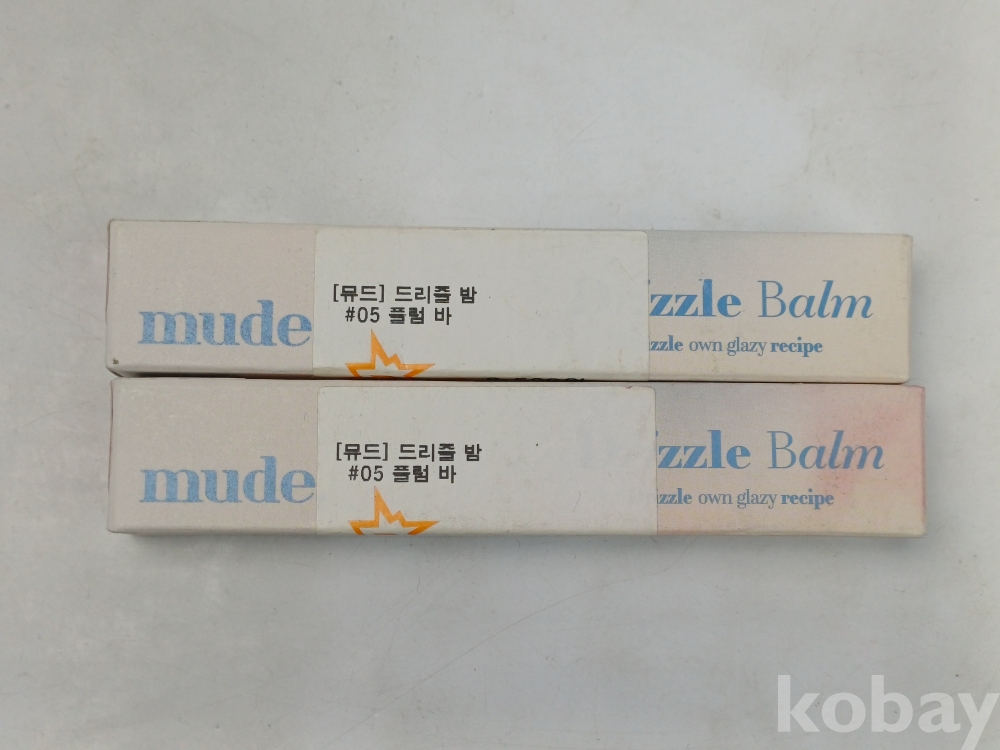 mude
[뮤드] 드리즐 밤
#05 플럼 바
zzle Balm
zzle own glazy recipe
mude
[뮤드] 드리즐 밤
#05 플럼 바
zzle Balm
zzle own glazy recipe
kobay